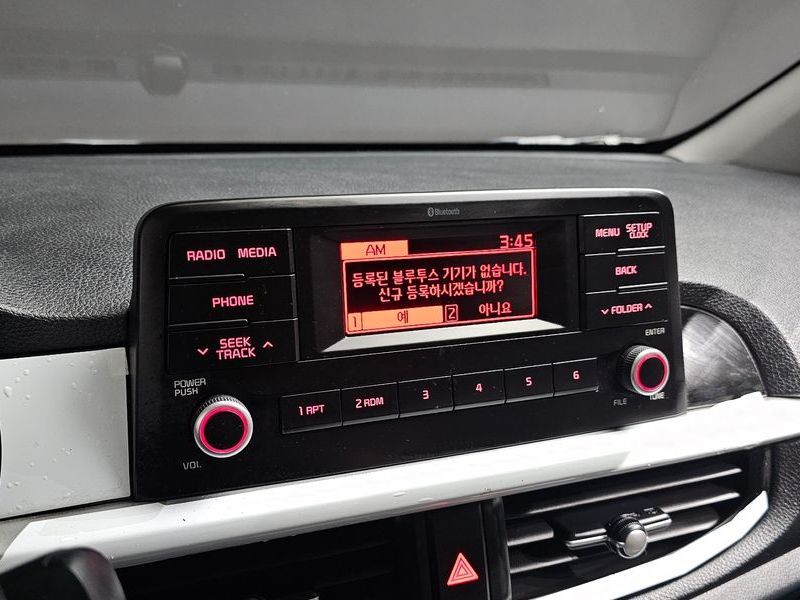 Bluetooth
RADIO MEDIA
PHONE
SEEK
TRACK
POWER
PUSH
VOL
AM 3:45
등록된 블루투스 기기가 없습니다.
신규 등록하시겠습니까?
1 예 2 아니요
MENU SETUP
CLOCK
BACK
FOLDER
ENTER
FILE TUNE
1 RPT 2 RDM 3 4 5 6